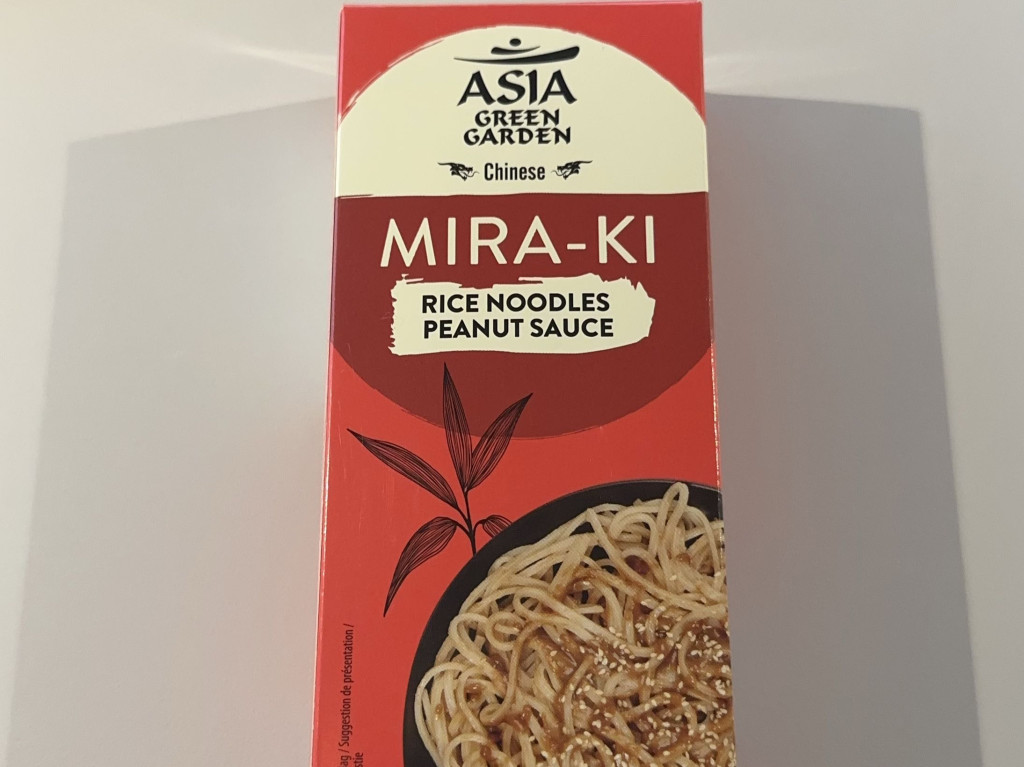 ASIA
GREEN
GARDEN
Chinese
MIRA-KI
RICE NOODLES
PEANUT SAUCE
/ Suggestion de présentation /